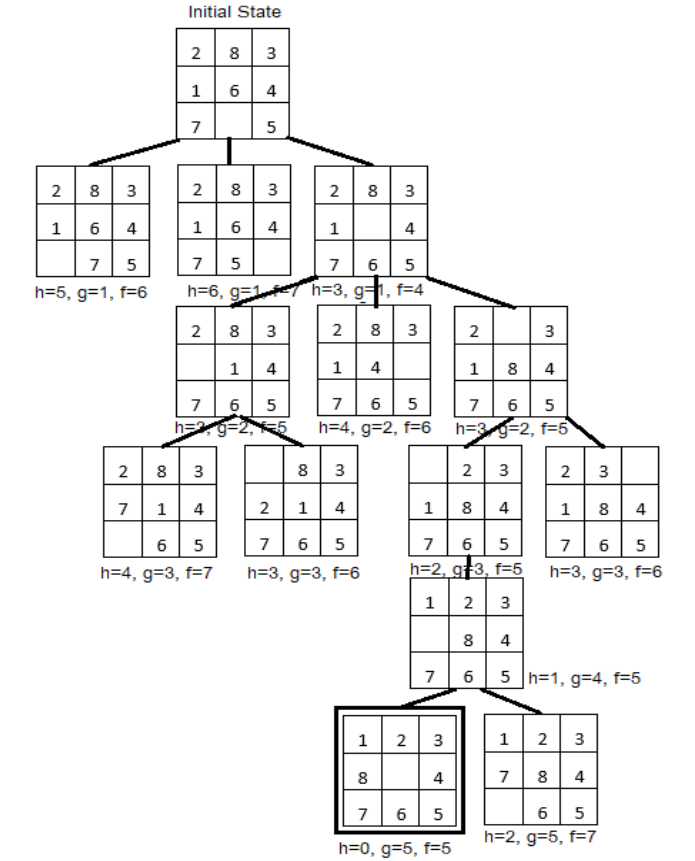 Initial State
2 8 3
1 6 4
7 5
2 8 3 2 8 3 2 8 3
1 6 4 1 6 4 1 4
7 5 7 5 7 6 5
h=5, g=1, f=6 h=6, g=1, f=7 h=3, g=1, f=4
2 8 3 2 8 3 2 3
1 4 1 4 1 8 4
7 6 5 7 6 5 7 6 5
h=3, g=2, f=5 h=4, g=2, f=6 h=3, g=2, f=5
2 8 3 8 3 2 3 2 3
7 1 4 2 1 4 1 8 4 1 8 4
6 5 7 6 5 7 6 5 7 6 5
h=4, g=3, f=7 h=3, g=3, f=6 h=2, g=3, f=5 h=3, g=3, f=6
1 2 3
8 4
7 6 5 h=1, g=4, f=5
1 2 3 1 2 3
8 4 7 8 4
7 6 5 6 5
h=0, g=5, f=5 h=2, g=5, f=7